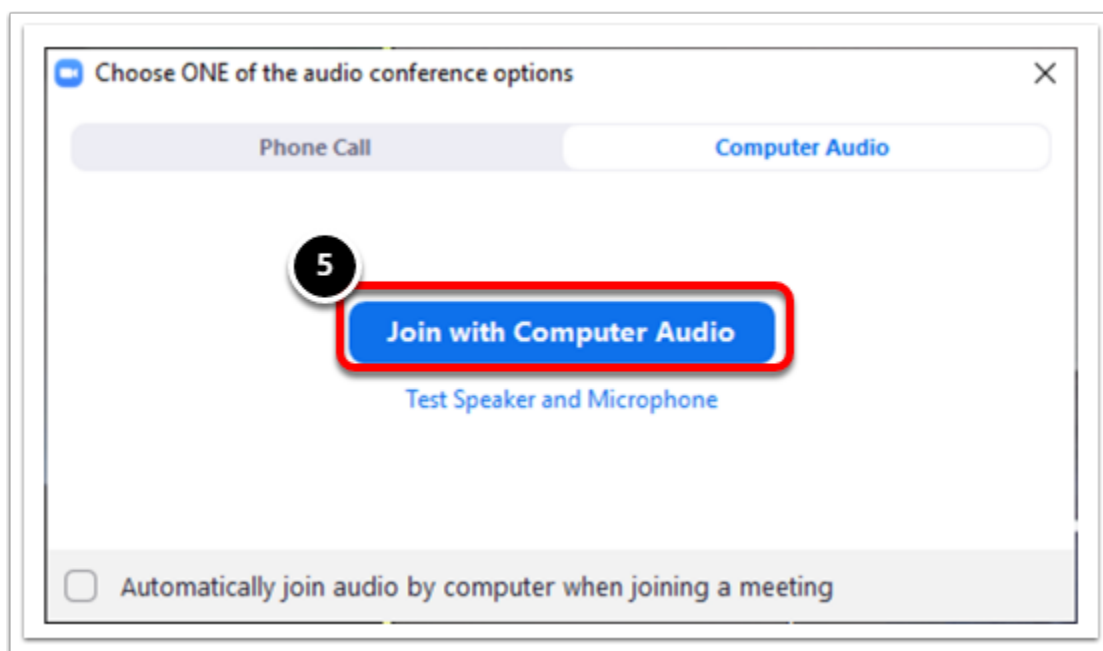 Choose ONE of the audio conference options
Phone Call
Computer Audio
5
Join with Computer Audio
Test Speaker and Microphone
Automatically join audio by computer when joining a meeting